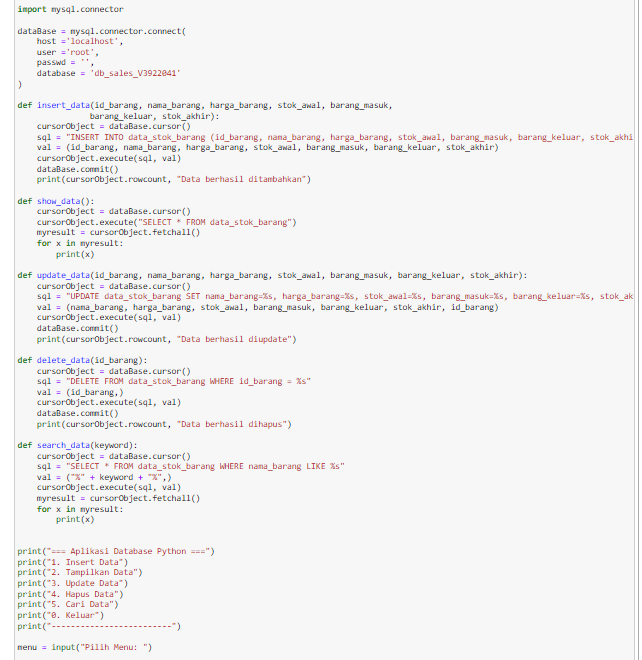 import mysql.connector
dataBase = mysql.connector.connect(
    host ='localhost',
    user ='root',
    passwd = '',
    database = 'db_sales_V3922041'
)
def insert_data(id_barang, nama_barang, harga_barang, stok_awal, barang_masuk,
               barang_keluar, stok_akhir):
    cursorObject = dataBase.cursor()
    sql = "INSERT INTO data_stok_barang (id_barang, nama_barang, harga_barang, stok_awal, barang_masuk, barang_keluar, stok_akhi
    val = (id_barang, nama_barang, harga_barang, stok_awal, barang_masuk, barang_keluar, stok_akhir)
    cursorObject.execute(sql, val)
    dataBase.commit()
    print(cursorObject.rowcount, "Data berhasil ditambahkan")
def show_data():
    cursorObject = dataBase.cursor()
    cursorObject.execute("SELECT * FROM data_stok_barang")
    myresult = cursorObject.fetchall()
    for x in myresult:
        print(x)
def update_data(id_barang, nama_barang, harga_barang, stok_awal, barang_masuk, barang_keluar, stok_akhir):
    cursorObject = dataBase.cursor()
    sql = "UPDATE data_stok_barang SET nama_barang=%s, harga_barang=%s, stok_awal=%s, barang_masuk=%s, barang_keluar=%s, stok_ak
    val = (nama_barang, harga_barang, stok_awal, barang_masuk, barang_keluar, stok_akhir, id_barang)
    cursorObject.execute(sql, val)
    dataBase.commit()
    print(cursorObject.rowcount, "Data berhasil diupdate")
def delete_data(id_barang):
    cursorObject = dataBase.cursor()
    sql = "DELETE FROM data_stok_barang WHERE id_barang = %s"
    val = (id_barang,)
    cursorObject.execute(sql, val)
    dataBase.commit()
    print(cursorObject.rowcount, "Data berhasil dihapus")
def search_data(keyword):
    cursorObject = dataBase.cursor()
    sql = "SELECT * FROM data_stok_barang WHERE nama_barang LIKE %s"
    val = ("%" + keyword + "%",)
    cursorObject.execute(sql, val)
    myresult = cursorObject.fetchall()
    for x in myresult:
        print(x)
print("=== Aplikasi Database Python ===")
print("1. Insert Data")
print("2. Tampilkan Data")
print("3. Update Data")
print("4. Hapus Data")
print("5. Cari Data")
print("0. Keluar")
print("-------------------------")
menu = input("Pilih Menu: ")